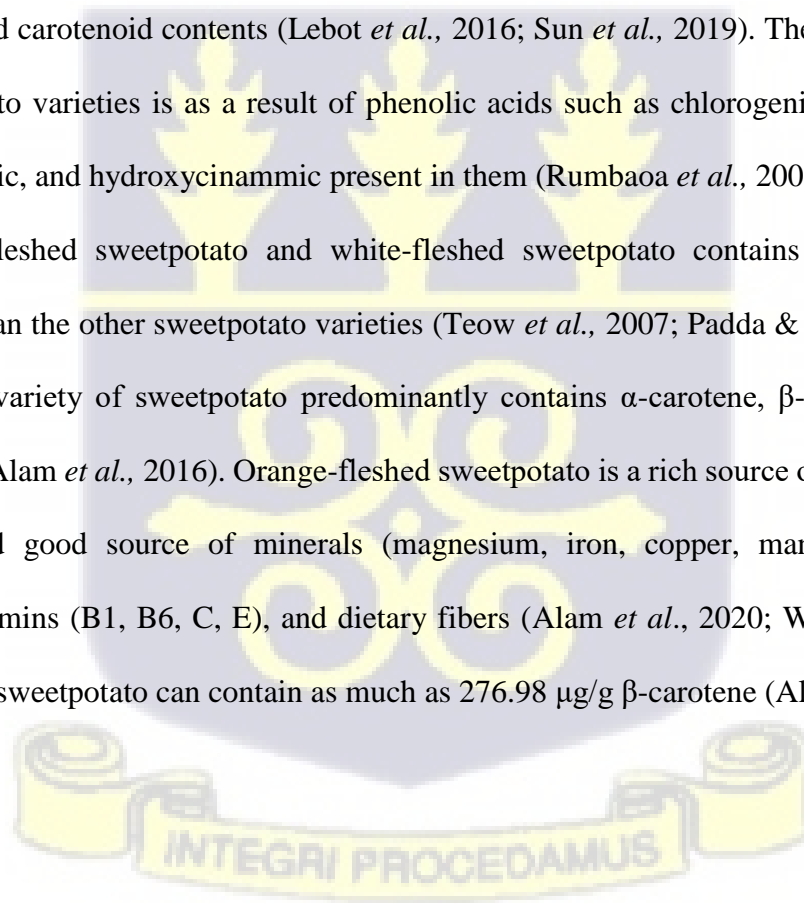 d carotenoid contents (Lebot et al., 2016; Sun et al., 2019). The
to varieties is as a result of phenolic acids such as chlorogeni
ic, and hydroxycinammic present in them (Rumbaoa et al., 200
leshed sweetpotato and white-fleshed sweetpotato contains
an the other sweetpotato varieties (Teow et al., 2007; Padda &
variety of sweetpotato predominantly contains α-carotene, β-
Alam et al., 2016). Orange-fleshed sweetpotato is a rich source o
d good source of minerals (magnesium, iron, copper, man
amins (B1, B6, C, E), and dietary fibers (Alam et al., 2020; W
sweetpotato can contain as much as 276.98 μg/g β-carotene (Al
INTEGRI PROCEDAMUS